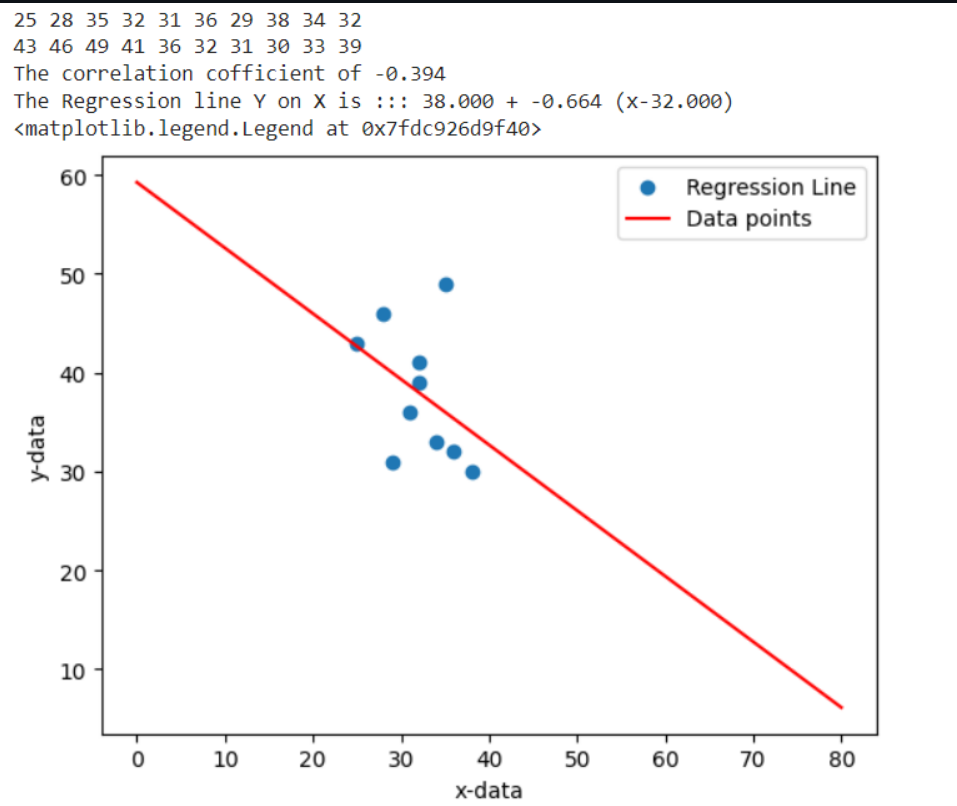 25 28 35 32 31 36 29 38 34 32
43 46 49 41 36 32 31 30 33 39
The correlation cofficient of -0.394
The Regression line Y on X is ::: 38.000 + -0.664 (x-32.000)
<matplotlib.legend.Legend at 0x7fdc926d9f40>
Regression Line
Data points
60
50
40
30
20
10
y-data
0 10 20 30 40 50 60 70 80
x-data